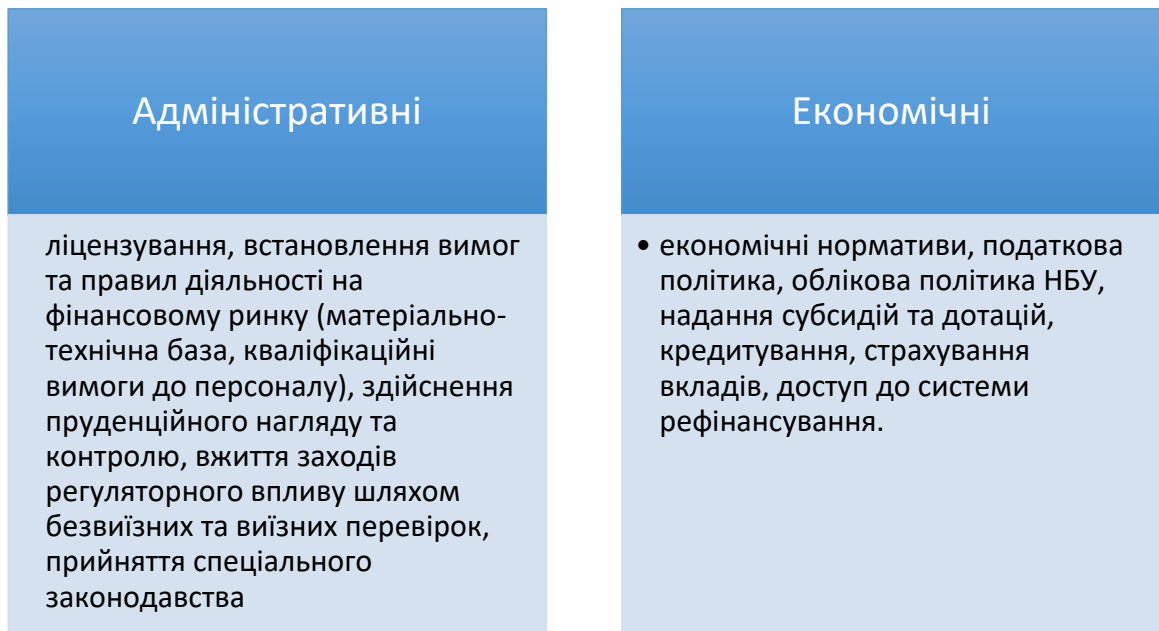 Адміністративні
ліцензування, встановлення вимог
та правил діяльності на
фінансовому ринку (матеріально-
технічна база, кваліфікаційні
вимоги до персоналу), здійснення
пруденційного нагляду та
контролю, вжиття заходів
регуляторного впливу шляхом
безвиїзних та виїзних перевірок,
прийняття спеціального
законодавства
Економічні
• економічні нормативи, податкова
політика, облікова політика НБУ,
надання субсидій та дотацій,
кредитування, страхування
вкладів, доступ до системи
рефінансування.